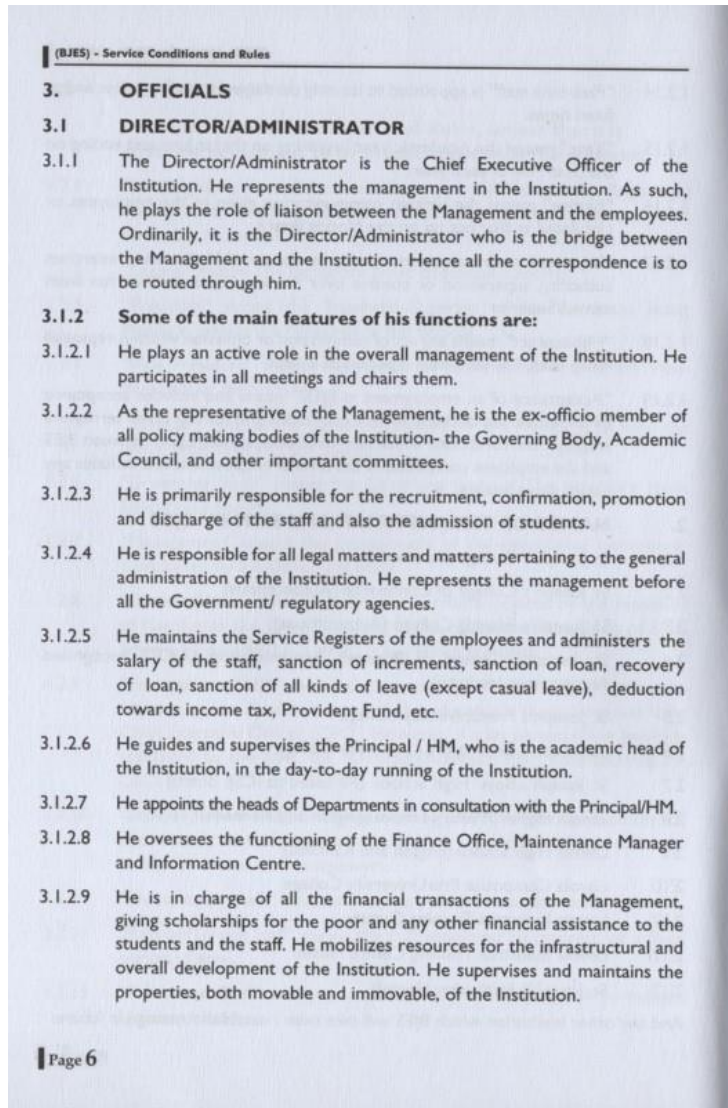 (BJES) - Service Conditions and Rules
3. OFFICIALS
3.1 DIRECTOR/ADMINISTRATOR
3.1.1 The Director/Administrator is the Chief Executive Officer of the
Institution. He represents the management in the Institution. As such,
he plays the role of liaison between the Management and the employees.
Ordinarily, it is the Director/Administrator who is the bridge between
the Management and the Institution. Hence all the correspondence is to
be routed through him.
3.1.2 Some of the main features of his functions are:
3.1.2.1 He plays an active role in the overall management of the Institution. He
participates in all meetings and chairs them.
3.1.2.2 As the representative of the Management, he is the ex-officio member of
all policy making bodies of the Institution- the Governing Body, Academic
Council, and other important committees.
3.1.2.3 He is primarily responsible for the recruitment, confirmation, promotion
and discharge of the staff and also the admission of students.
3.1.2.4 He is responsible for all legal matters and matters pertaining to the general
administration of the Institution. He represents the management before
all the Government/ regulatory agencies.
3.1.2.5 He maintains the Service Registers of the employees and administers the
salary of the staff, sanction of increments, sanction of loan, recovery
of loan, sanction of all kinds of leave (except casual leave), deduction
towards income tax, Provident Fund, etc.
3.1.2.6 He guides and supervises the Principal / HM, who is the academic head of
the Institution, in the day-to-day running of the Institution.
3.1.2.7 He appoints the heads of Departments in consultation with the Principal/HM.
3.1.2.8 He oversees the functioning of the Finance Office, Maintenance Manager
and Information Centre.
3.1.2.9 He is in charge of all the financial transactions of the Management,
giving scholarships for the poor and any other financial assistance to the
students and the staff. He mobilizes resources for the infrastructural and
overall development of the Institution. He supervises and maintains the
properties, both movable and immovable, of the Institution.
Page 6